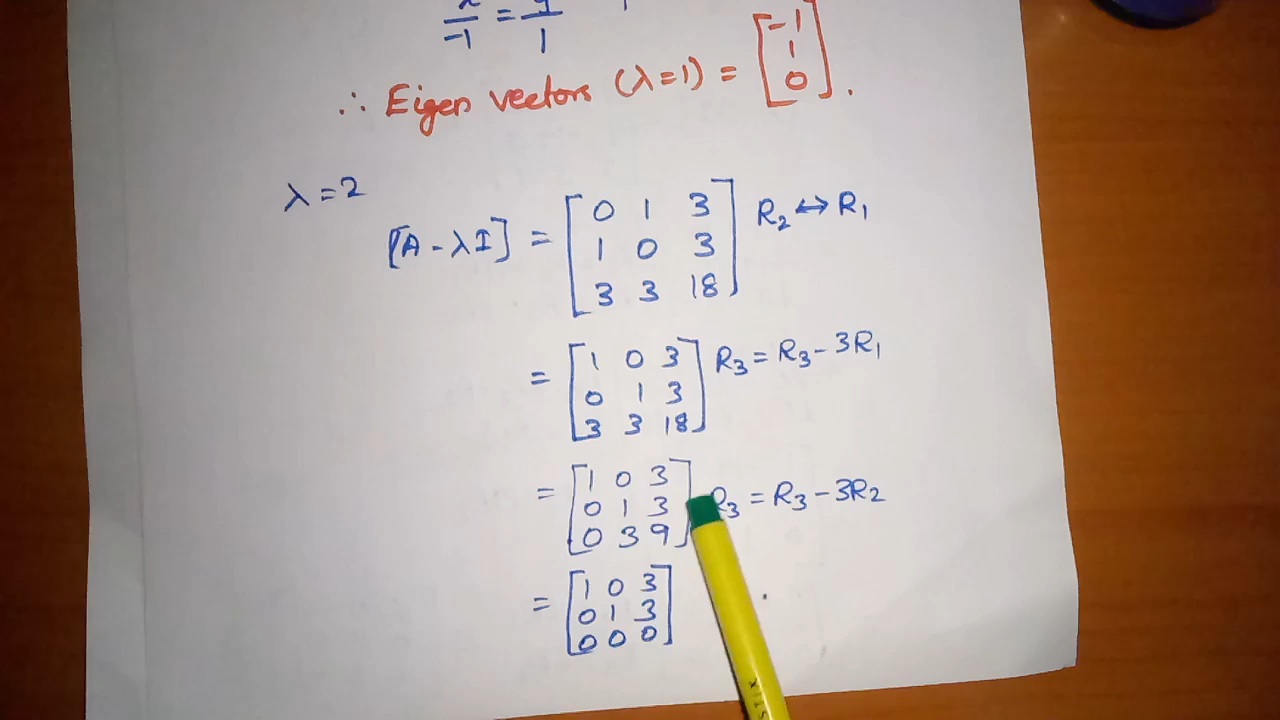 -1 = 1
∴ Eigen vectors (λ=1) = [-1 1 0].
λ=2
[A-λI] = [0 1 3 R2 ↔ R1
1 0 3
3 3 18]
= [1 0 3 R3 = R3 - 3R1
0 1 3
3 3 18]
= [1 0 3
0 1 3 R3 = R3 - 3R2
0 3 9]
= [1 0 3
0 1 3
0 0 0]